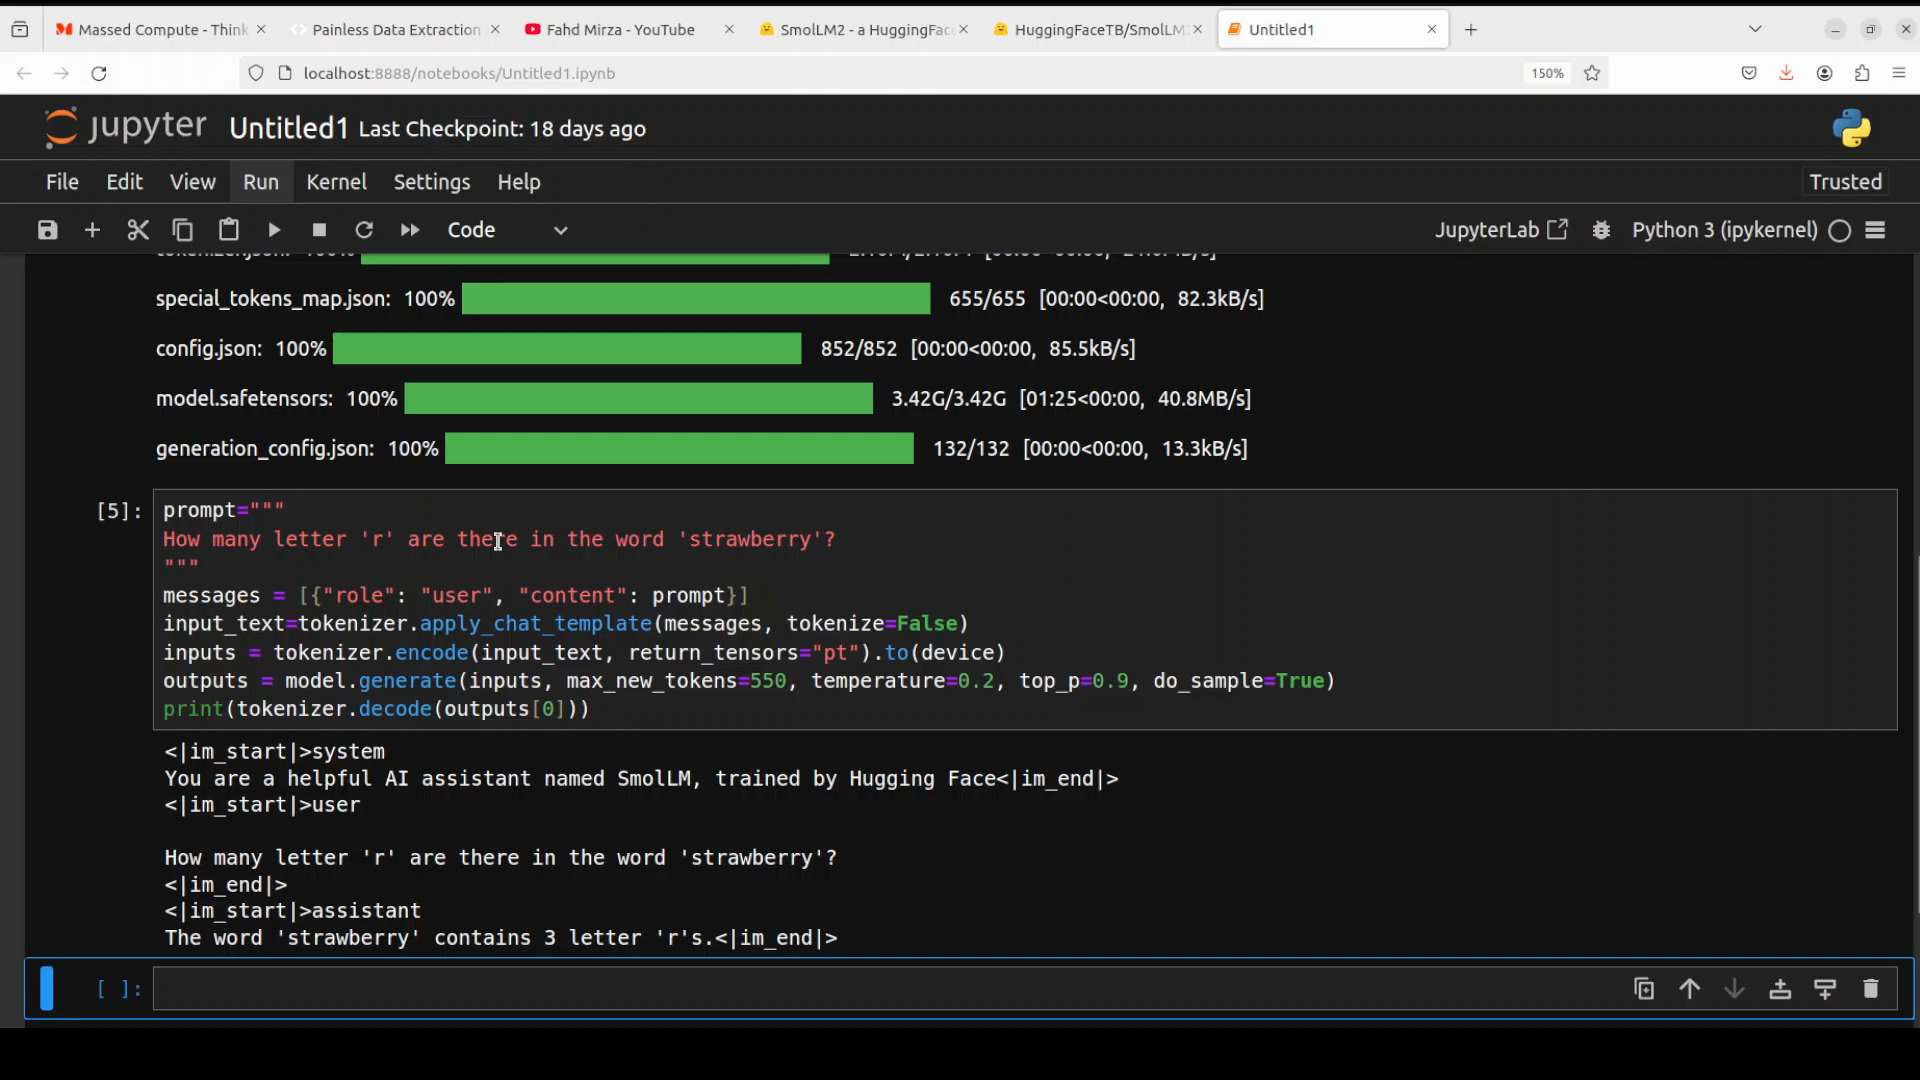 Massed Compute - Think
Painless Data Extraction
Fahd Mirza - YouTube
SmolLM2 - a HuggingFac
HuggingFaceTB/SmolLM
Untitled1
localhost:8888/notebooks/Untitled1.ipynb
150%
jupyter Untitled1 Last Checkpoint: 18 days ago
File Edit View Run Kernel Settings Help
Trusted
Code
JupyterLab
Python 3 (ipykernel)
special_tokens_map.json: 100% 655/655 [00:00<00:00, 82.3kB/s]
config.json: 100% 852/852 [00:00<00:00, 85.5kB/s]
model.safetensors: 100% 3.42G/3.42G [01:25<00:00, 40.8MB/s]
generation_config.json: 100% 132/132 [00:00<00:00, 13.3kB/s]
[5]: prompt="""
How many letter 'r' are there in the word 'strawberry'?
"""
messages = [{"role": "user", "content": prompt}]
input_text=tokenizer.apply_chat_template(messages, tokenize=False)
inputs = tokenizer.encode(input_text, return_tensors="pt").to(device)
outputs = model.generate(inputs, max_new_tokens=550, temperature=0.2, top_p=0.9, do_sample=True)
print(tokenizer.decode(outputs[0]))
<|im_start|>system
You are a helpful AI assistant named SmolLM, trained by Hugging Face<|im_end|>
<|im_start|>user
How many letter 'r' are there in the word 'strawberry'?
<|im_end|>
<|im_start|>assistant
The word 'strawberry' contains 3 letter 'r's.<|im_end|>
[ ]: